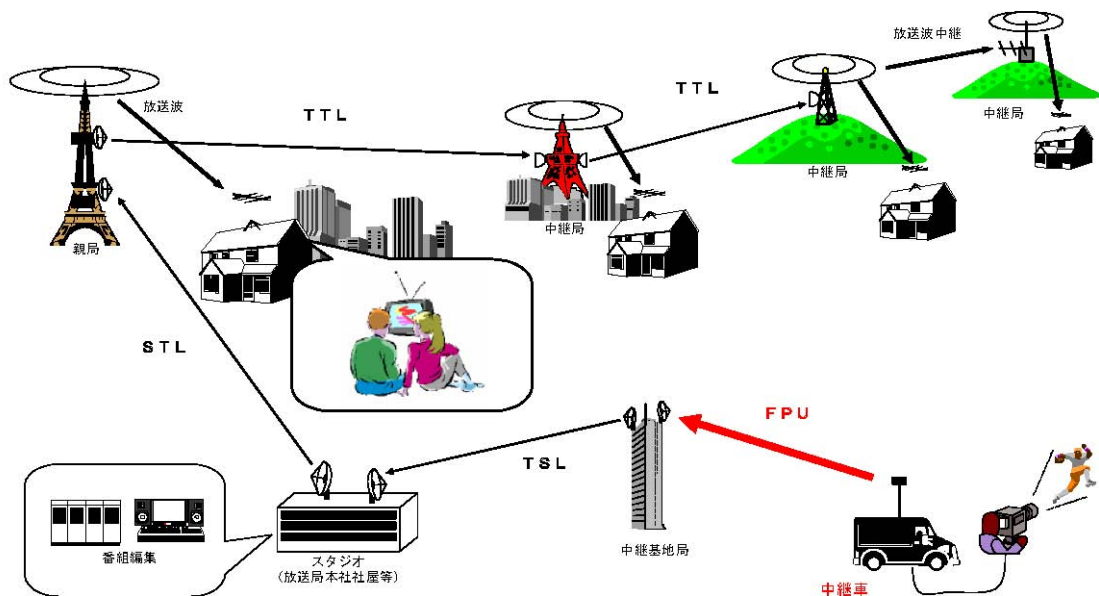 放送波中継
放送波
TTL
TTL
中継局
中継局
中継局
親局
STL
FPU
TSL
番組編集
スタジオ
(放送局本社社屋等)
中継基地局
中継車